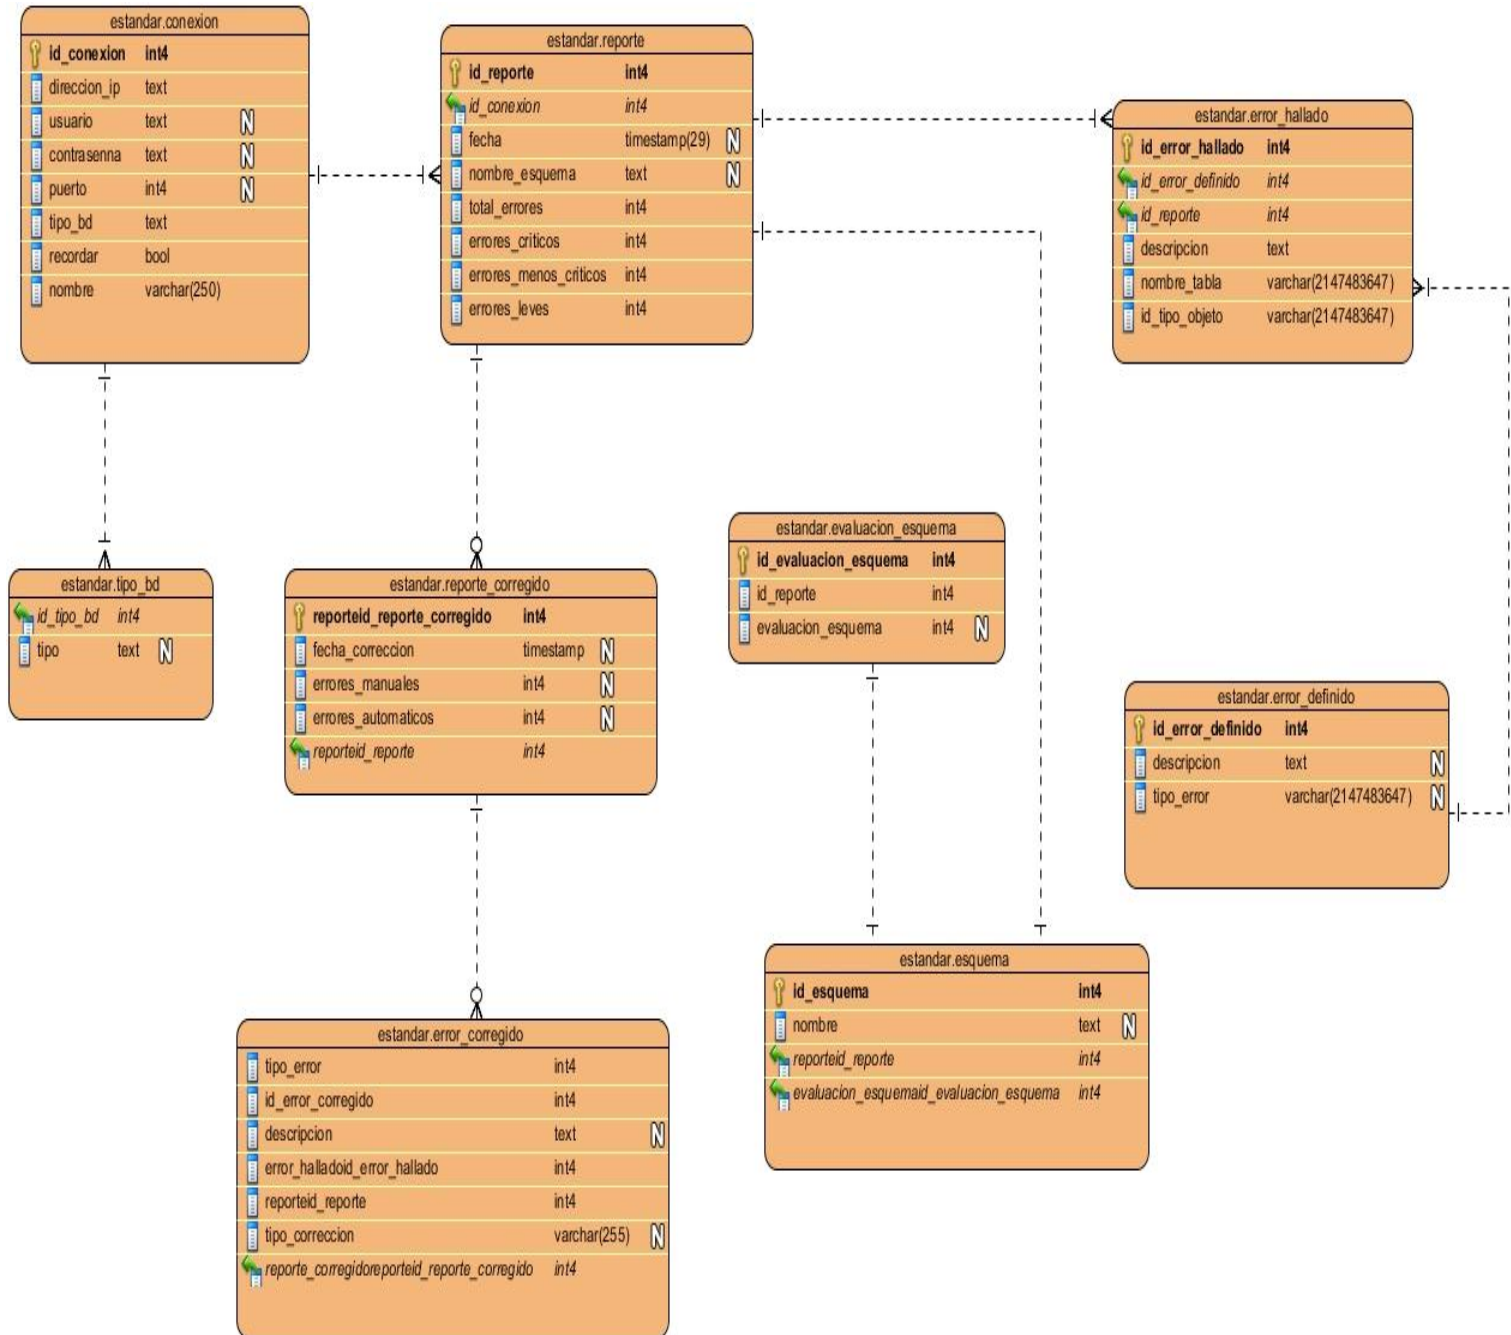 estandar.conexion
id_conexion int4
direccion_ip text
usuario text N
contrasenna text N
puerto int4 N
tipo_bd text
recordar bool
nombre varchar(250)
estandar.reporte
id_reporte int4
id_conexion int4
fecha timestamp(29) N
nombre_esquema text N
total_errores int4
errores_criticos int4
errores_menos_criticos int4
errores_leves int4
estandar.error_hallado
id_error_hallado int4
id_error_definido int4
id_reporte int4
descripcion text
nombre_tabla varchar(2147483647)
id_tipo_objeto varchar(2147483647)
estandar.tipo_bd
id_tipo_bd int4
tipo text N
estandar.reporte_corregido
reporteid_reporte_corregido int4
fecha_correccion timestamp N
errores_manuales int4 N
errores_automaticos int4 N
reporteid_reporte int4
estandar.evaluacion_esquema
id_evaluacion_esquema int4
id_reporte int4
evaluacion_esquema int4 N
estandar.error_definido
id_error_definido int4
descripcion text N
tipo_error varchar(2147483647) N
estandar.esquema
id_esquema int4
nombre text N
reporteid_reporte int4
evaluacion_esquemaid_evaluacion_esquema int4
estandar.error_corregido
tipo_error int4
id_error_corregido int4
descripcion text N
error_halladoid_error_hallado int4
reporteid_reporte int4
tipo_correccion varchar(255) N
reporte_corregidoreporteid_reporte_corregido int4